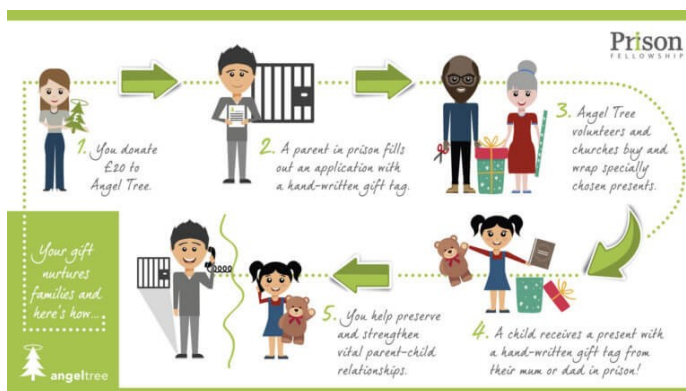 Prison
FELLOWSHIP
1. You donate
£20 to
Angel Tree.
2. A parent in prison fills
out an application with
a hand-written gift tag.
3. Angel Tree
volunteers and
churches buy and
wrap specially
chosen presents.
4. A child receives a present with
a hand-written gift tag from
their mum or dad in prison!
5. You help preserve
and strengthen
vital parent-child
relationships.
Your gift
nurtures
families and
here's how...
angeltree